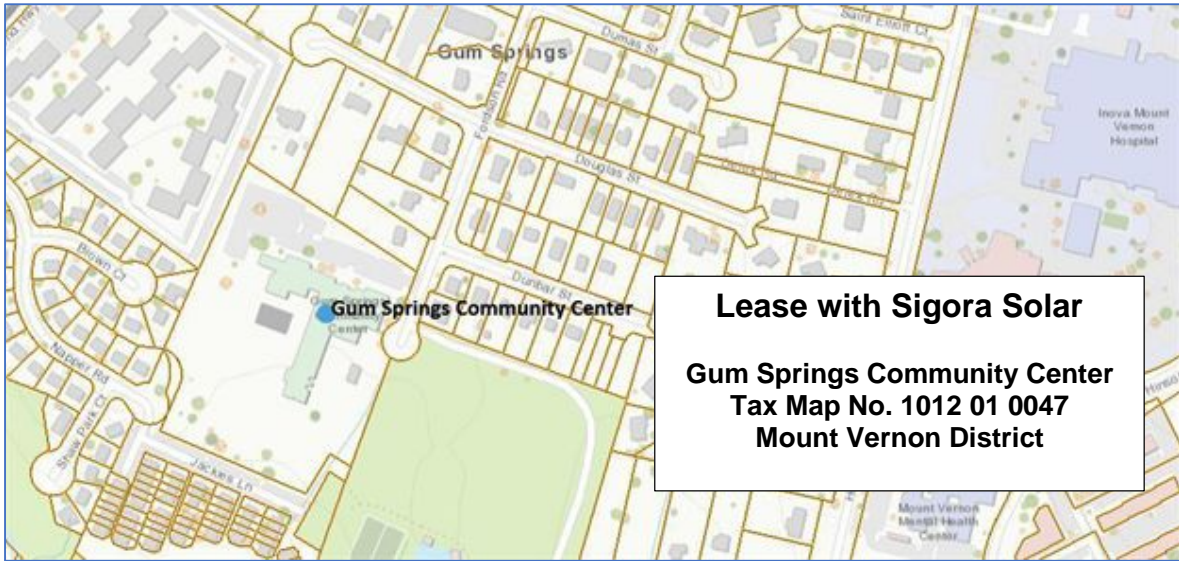 Saint Elliott Ct
Dumas St
Gum Springs
Fordson Rd
Inova Mount
Vernon
Hospital
Douglas St
Brown Ct
Dunbar St
Gum Springs Community Center
Center
Napper Rd
Shaw Park Ct
Jackies Ln
Lease with Sigora Solar
Gum Springs Community Center
Tax Map No. 1012 01 0047
Mount Vernon District
Mount Vernon
Mental Health
Center